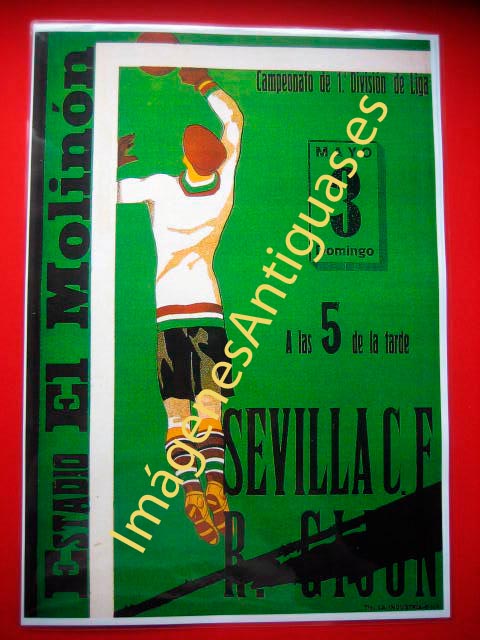 Estadio El Molinón
Campeonato de 1.ª División de Liga
MAYO
3
Domingo
A las 5 de la tarde
SEVILLA C. F.
R. GIJON
ImágenesAntiguas.es